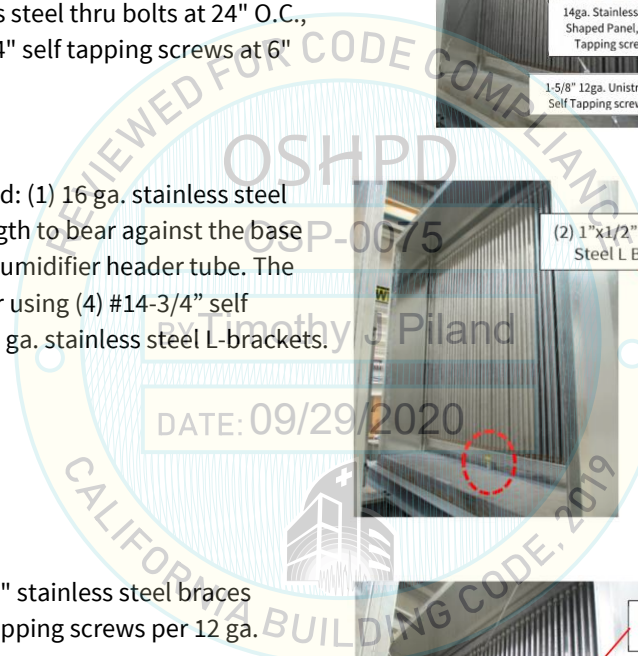 s steel thru bolts at 24" O.C.,
4" self tapping screws at 6"
14ga. Stainless
Shaped Panel,
Tapping scre
1-5/8" 12ga. Unistr
Self Tapping screw
REVIEWED FOR CODE COMPLIANCE
OSHPD
OSP-0075
BY: Timothy J Piland
DATE: 09/29/2020
CALIFORNIA BUILDING CODE, 2019
d: (1) 16 ga. stainless steel
gth to bear against the base
umidifier header tube. The
r using (4) #14-3/4” self
ga. stainless steel L-brackets.
(2) 1”x1/2”
Steel L B
" stainless steel braces
apping screws per 12 ga.